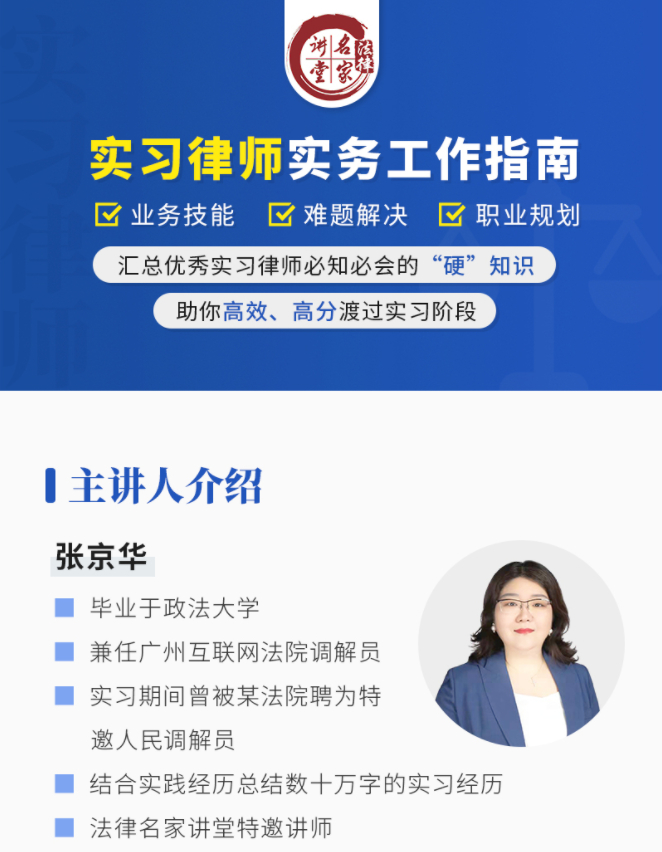 名家
讲堂
法律
实习律师实务工作指南
业务技能 难题解决 职业规划
汇总优秀实习律师必知必会的“硬”知识
助你高效、高分渡过实习阶段
实习律师
主讲人介绍
张京华
毕业于政法大学
兼任广州互联网法院调解员
实习期间曾被某法院聘为特
邀人民调解员
结合实践经历总结数十万字的实习经历
法律名家讲堂特邀讲师